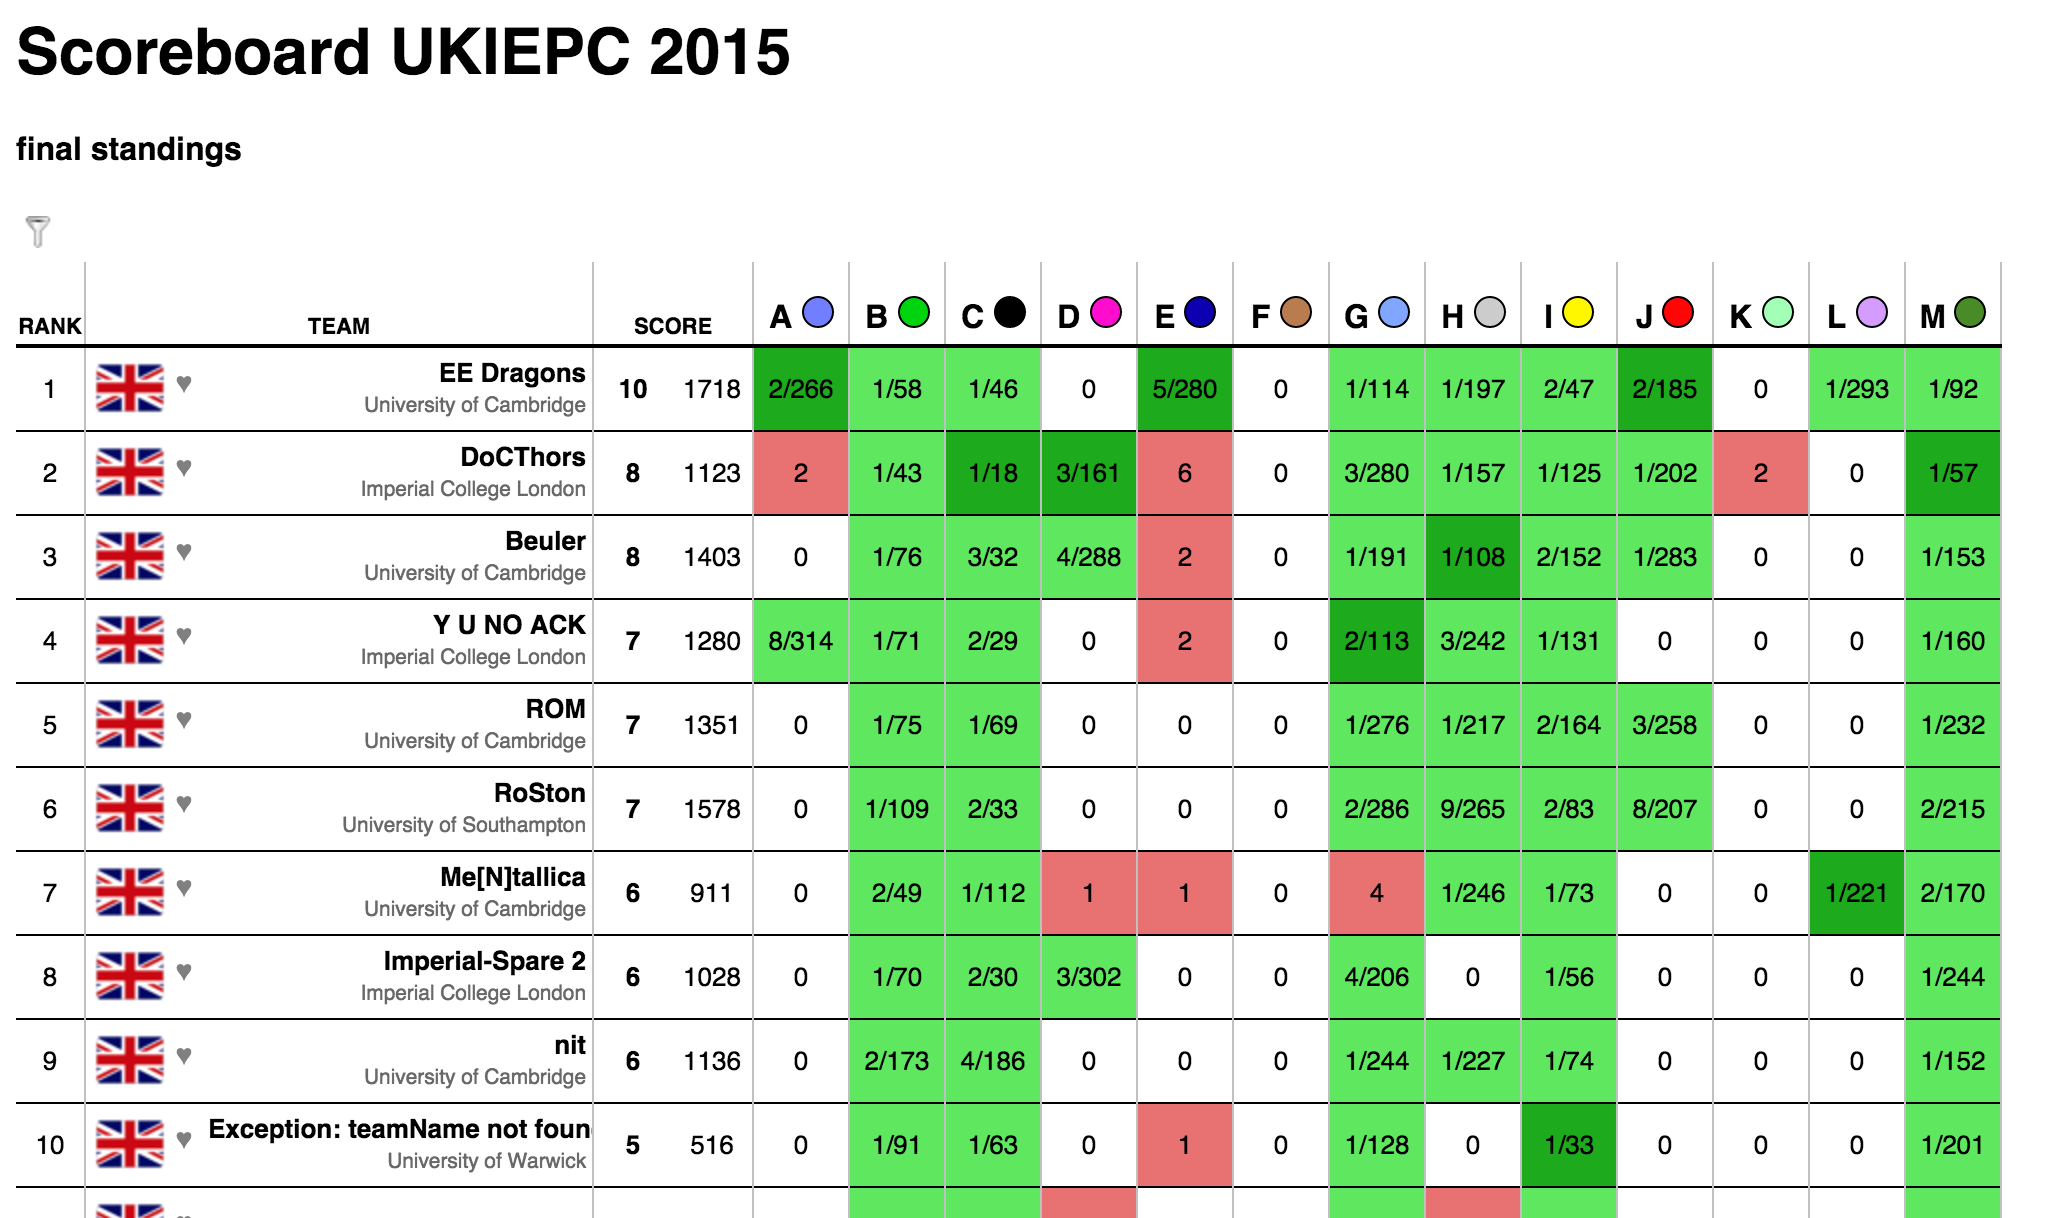 Scoreboard UKIEPC 2015
final standings
RANK TEAM SCORE A B C D E F G H I J K L M
1 EE Dragons 10 1718 2/266 1/58 1/46 0 5/280 0 1/114 1/197 2/47 2/185 0 1/293 1/92
University of Cambridge
2 DoCThors 8 1123 2 1/43 1/18 3/161 6 0 3/280 1/157 1/125 1/202 2 0 1/57
Imperial College London
3 Beuler 8 1403 0 1/76 3/32 4/288 2 0 1/191 1/108 2/152 1/283 0 0 1/153
University of Cambridge
4 Y U NO ACK 7 1280 8/314 1/71 2/29 0 2 0 2/113 3/242 1/131 0 0 0 1/160
Imperial College London
5 ROM 7 1351 0 1/75 1/69 0 0 0 1/276 1/217 2/164 3/258 0 0 1/232
University of Cambridge
6 RoSton 7 1578 0 1/109 2/33 0 0 0 2/286 9/265 2/83 8/207 0 0 2/215
University of Southampton
7 Me[N]tallica 6 911 0 2/49 1/112 1 1 0 4 1/246 1/73 0 0 1/221 2/170
University of Cambridge
8 Imperial-Spare 2 6 1028 0 1/70 2/30 3/302 0 0 4/206 0 1/56 0 0 0 1/244
Imperial College London
9 nit 6 1136 0 2/173 4/186 0 0 0 1/244 1/227 1/74 0 0 0 1/152
University of Cambridge
10 Exception: teamName not foun 5 516 0 1/91 1/63 0 1 0 1/128 0 1/33 0 0 0 1/201
University of Warwick